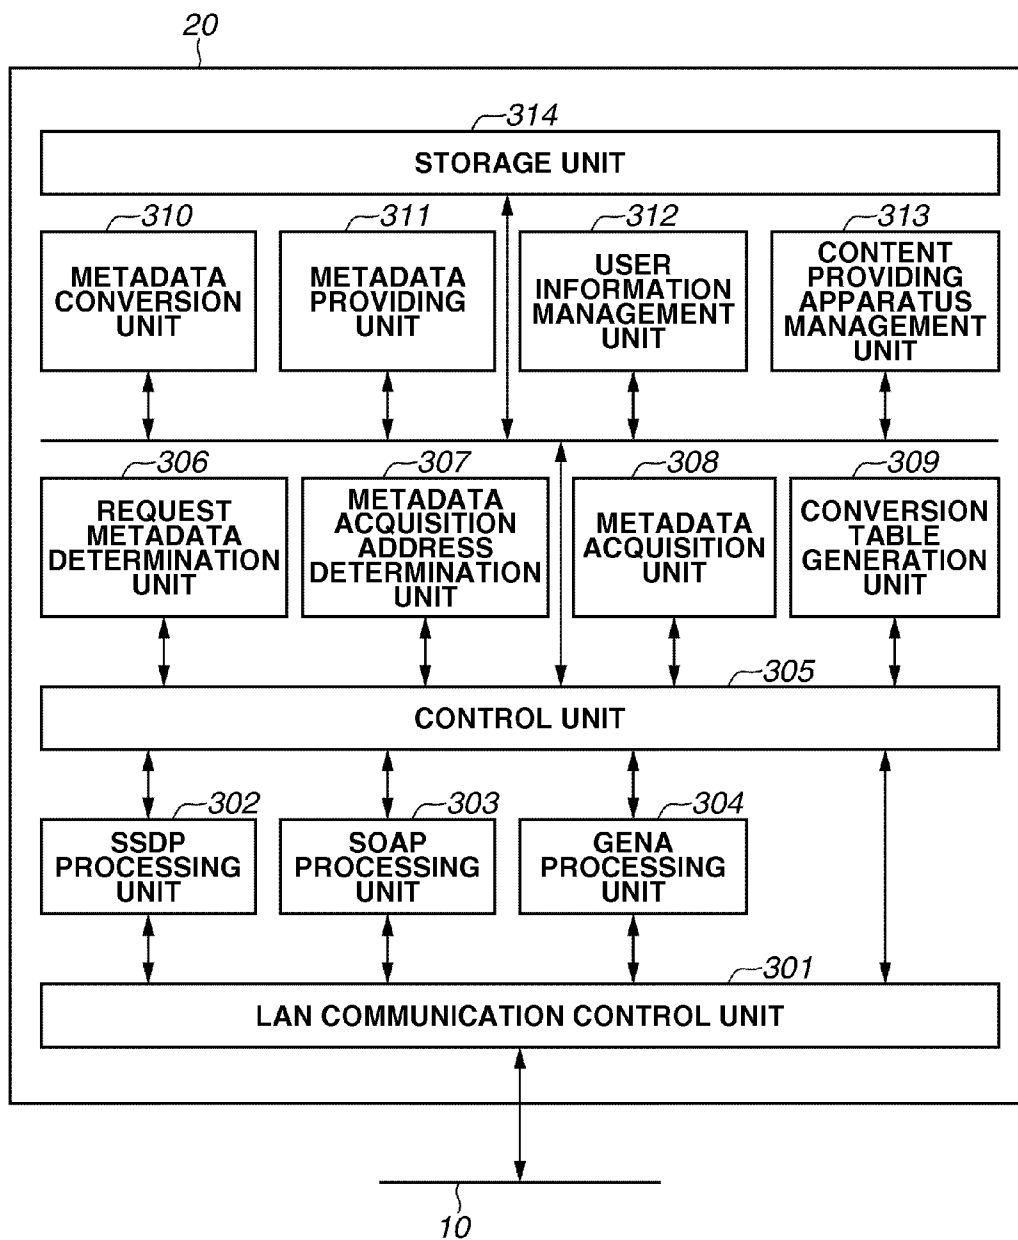 20
314
STORAGE UNIT
310
311
312
313
METADATA
CONVERSION
UNIT
METADATA
PROVIDING
UNIT
USER
INFORMATION
MANAGEMENT
UNIT
CONTENT
PROVIDING
APPARATUS
MANAGEMENT
UNIT
306
307
308
309
REQUEST
METADATA
DETERMINATION
UNIT
METADATA
ACQUISITION
ADDRESS
DETERMINATION
UNIT
METADATA
ACQUISITION
UNIT
CONVERSION
TABLE
GENERATION
UNIT
305
CONTROL UNIT
302
303
304
SSDP
PROCESSING
UNIT
SOAP
PROCESSING
UNIT
GENA
PROCESSING
UNIT
301
LAN COMMUNICATION CONTROL UNIT
10